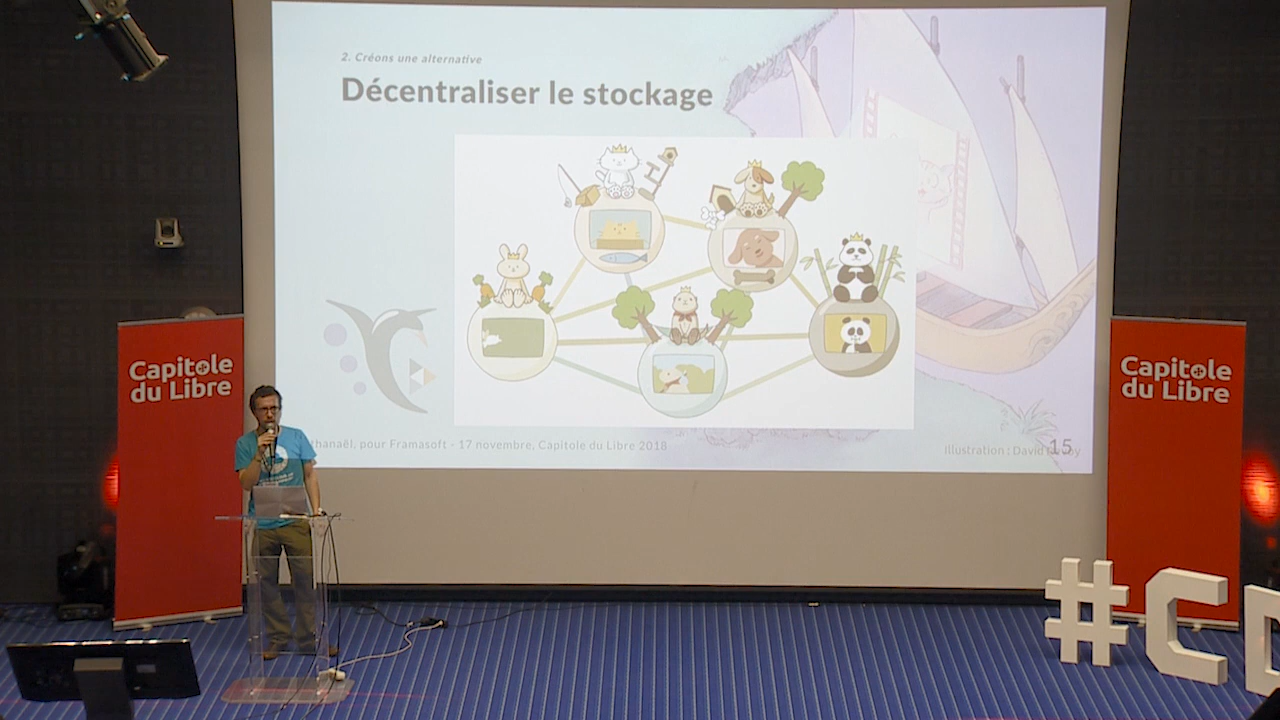 2. Créons une alternative
Décentraliser le stockage
thanaël, pour Framasoft - 17 novembre, Capitole du Libre 2018
Illustration : David
15
Capitole
du Libre
Capitole
du Libre
#C